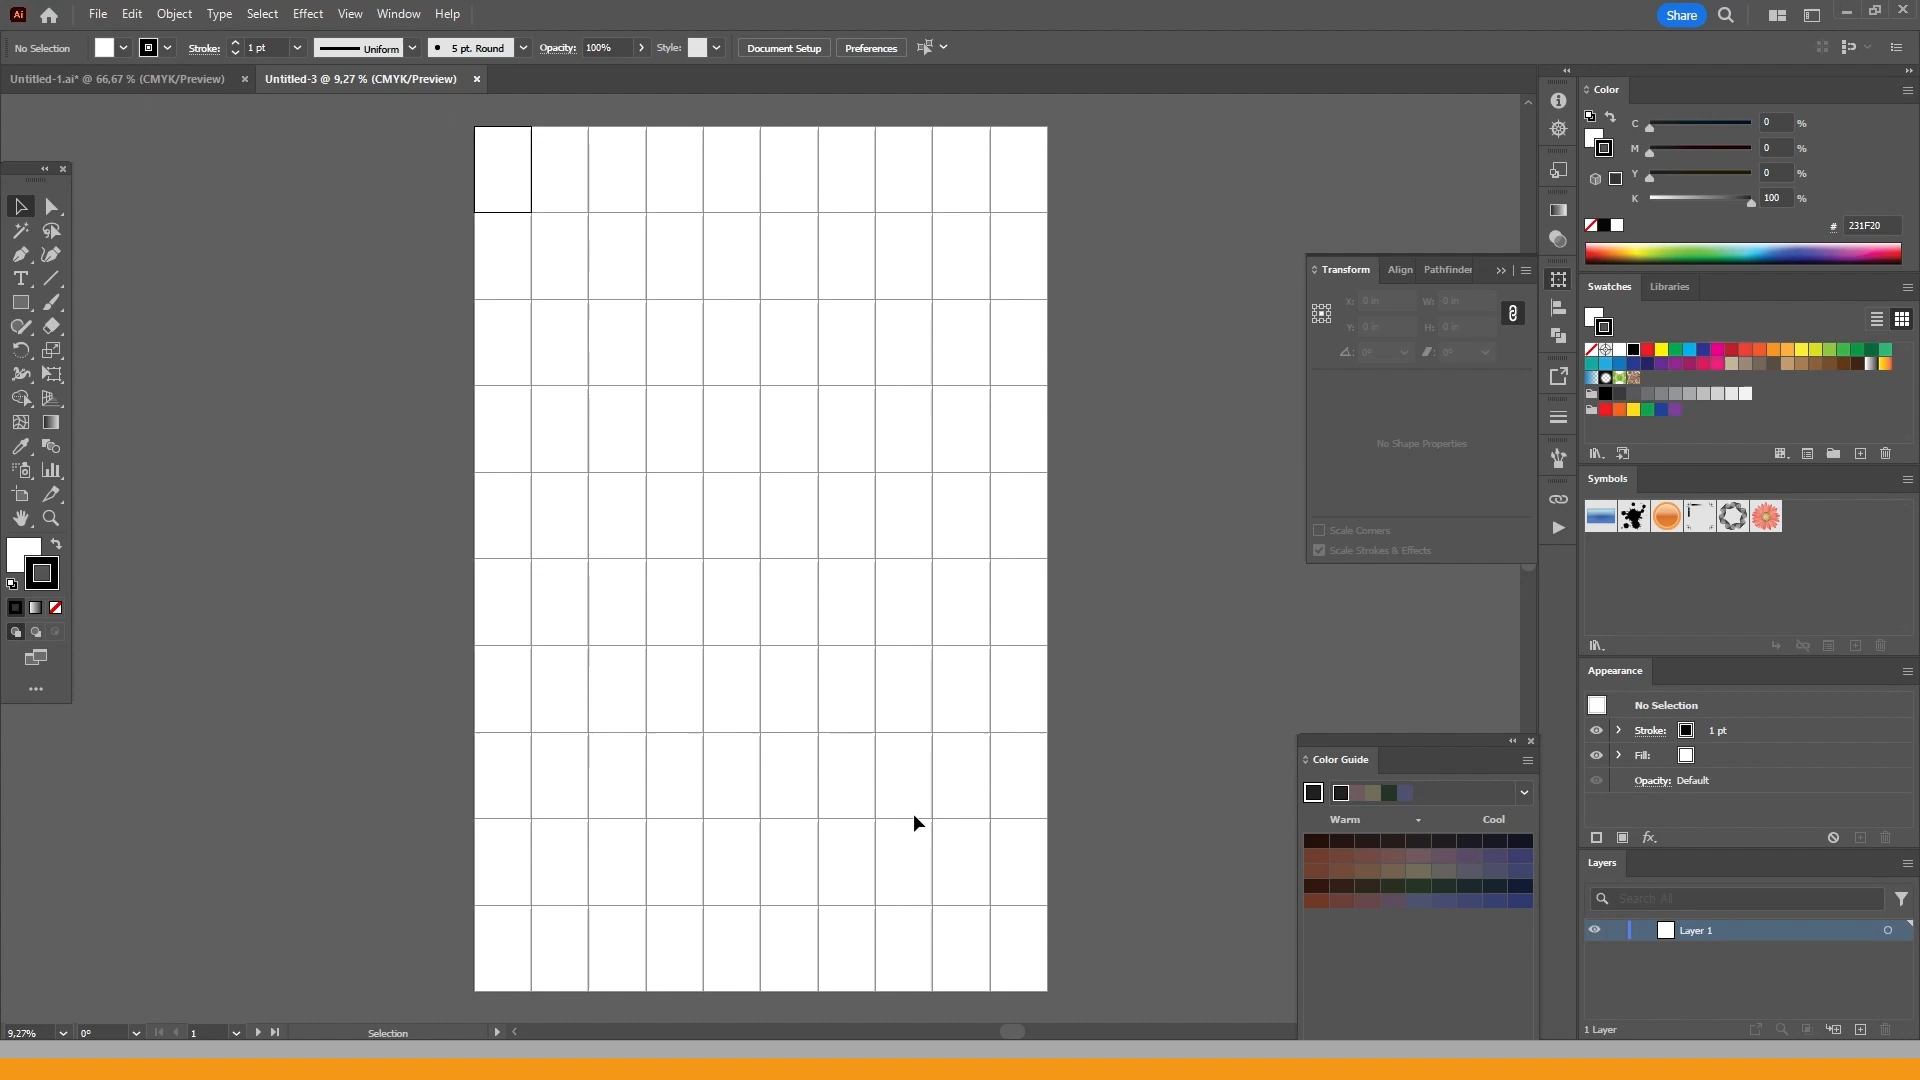 Ai File Edit Object Type Select Effect View Window Help Share
No Selection Stroke: 1 pt Uniform 5 pt. Round Opacity: 100% Style: Document Setup Preferences
Untitled-1.ai* @ 66,67 % (CMYK/Preview) × Untitled-3 @ 9,27 % (CMYK/Preview) ×
Color
C 0 %
M 0 %
Y 0 %
K 100 %
# 231F20
Transform Align Pathfinder
X: 0 in W: 0 in
Y: 0 in H: 0 in
0° 0°
No Shape Properties
Scale Corners
Scale Strokes & Effects
Swatches Libraries
Symbols
Appearance
No Selection
Stroke: 1 pt
Fill:
Opacity: Default
fx
Color Guide
Warm Cool
Layers
Search All
Layer 1
1 Layer
9,27% 0° 1 Selection